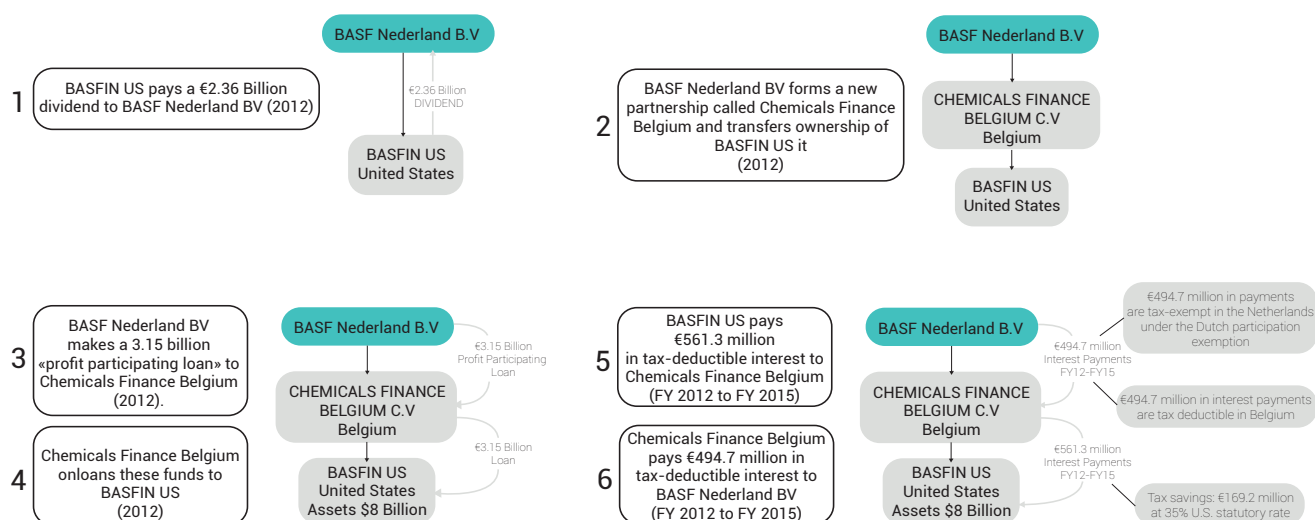 1
BASFIN US pays a €2.36 Billion
dividend to BASF Nederland BV (2012)
BASF Nederland B.V
€2.36 Billion
DIVIDEND
BASFIN US
United States
2
BASF Nederland BV forms a new
partnership called Chemicals Finance
Belgium and transfers ownership of
BASFIN US it
(2012)
BASF Nederland B.V
CHEMICALS FINANCE
BELGIUM C.V
Belgium
BASFIN US
United States
3
BASF Nederland BV
makes a 3.15 billion
«profit participating loan» to
Chemicals Finance Belgium
(2012).
4
Chemicals Finance Belgium
onloans these funds to
BASFIN US
(2012)
BASF Nederland B.V
€3.15 Billion
Profit Participating
Loan
CHEMICALS FINANCE
BELGIUM C.V
Belgium
€3.15 Billion
Loan
BASFIN US
United States
Assets $8 Billion
5
BASFIN US pays
€561.3 million
in tax-deductible interest to
Chemicals Finance Belgium
(FY 2012 to FY 2015)
6
Chemicals Finance Belgium
pays €494.7 million in
tax-deductible interest to
BASF Nederland BV
(FY 2012 to FY 2015)
BASF Nederland B.V
€494.7 million
Interest Payments
FY12-FY15
CHEMICALS FINANCE
BELGIUM C.V
Belgium
€561.3 million
Interest Payments
FY12-FY15
BASFIN US
United States
Assets $8 Billion
€494.7 million in payments
are tax-exempt in the Netherlands
under the Dutch participation
exemption
€494.7 million in interest payments
are tax deductible in Belgium
Tax savings: €169.2 million
at 35% U.S. statutory rate